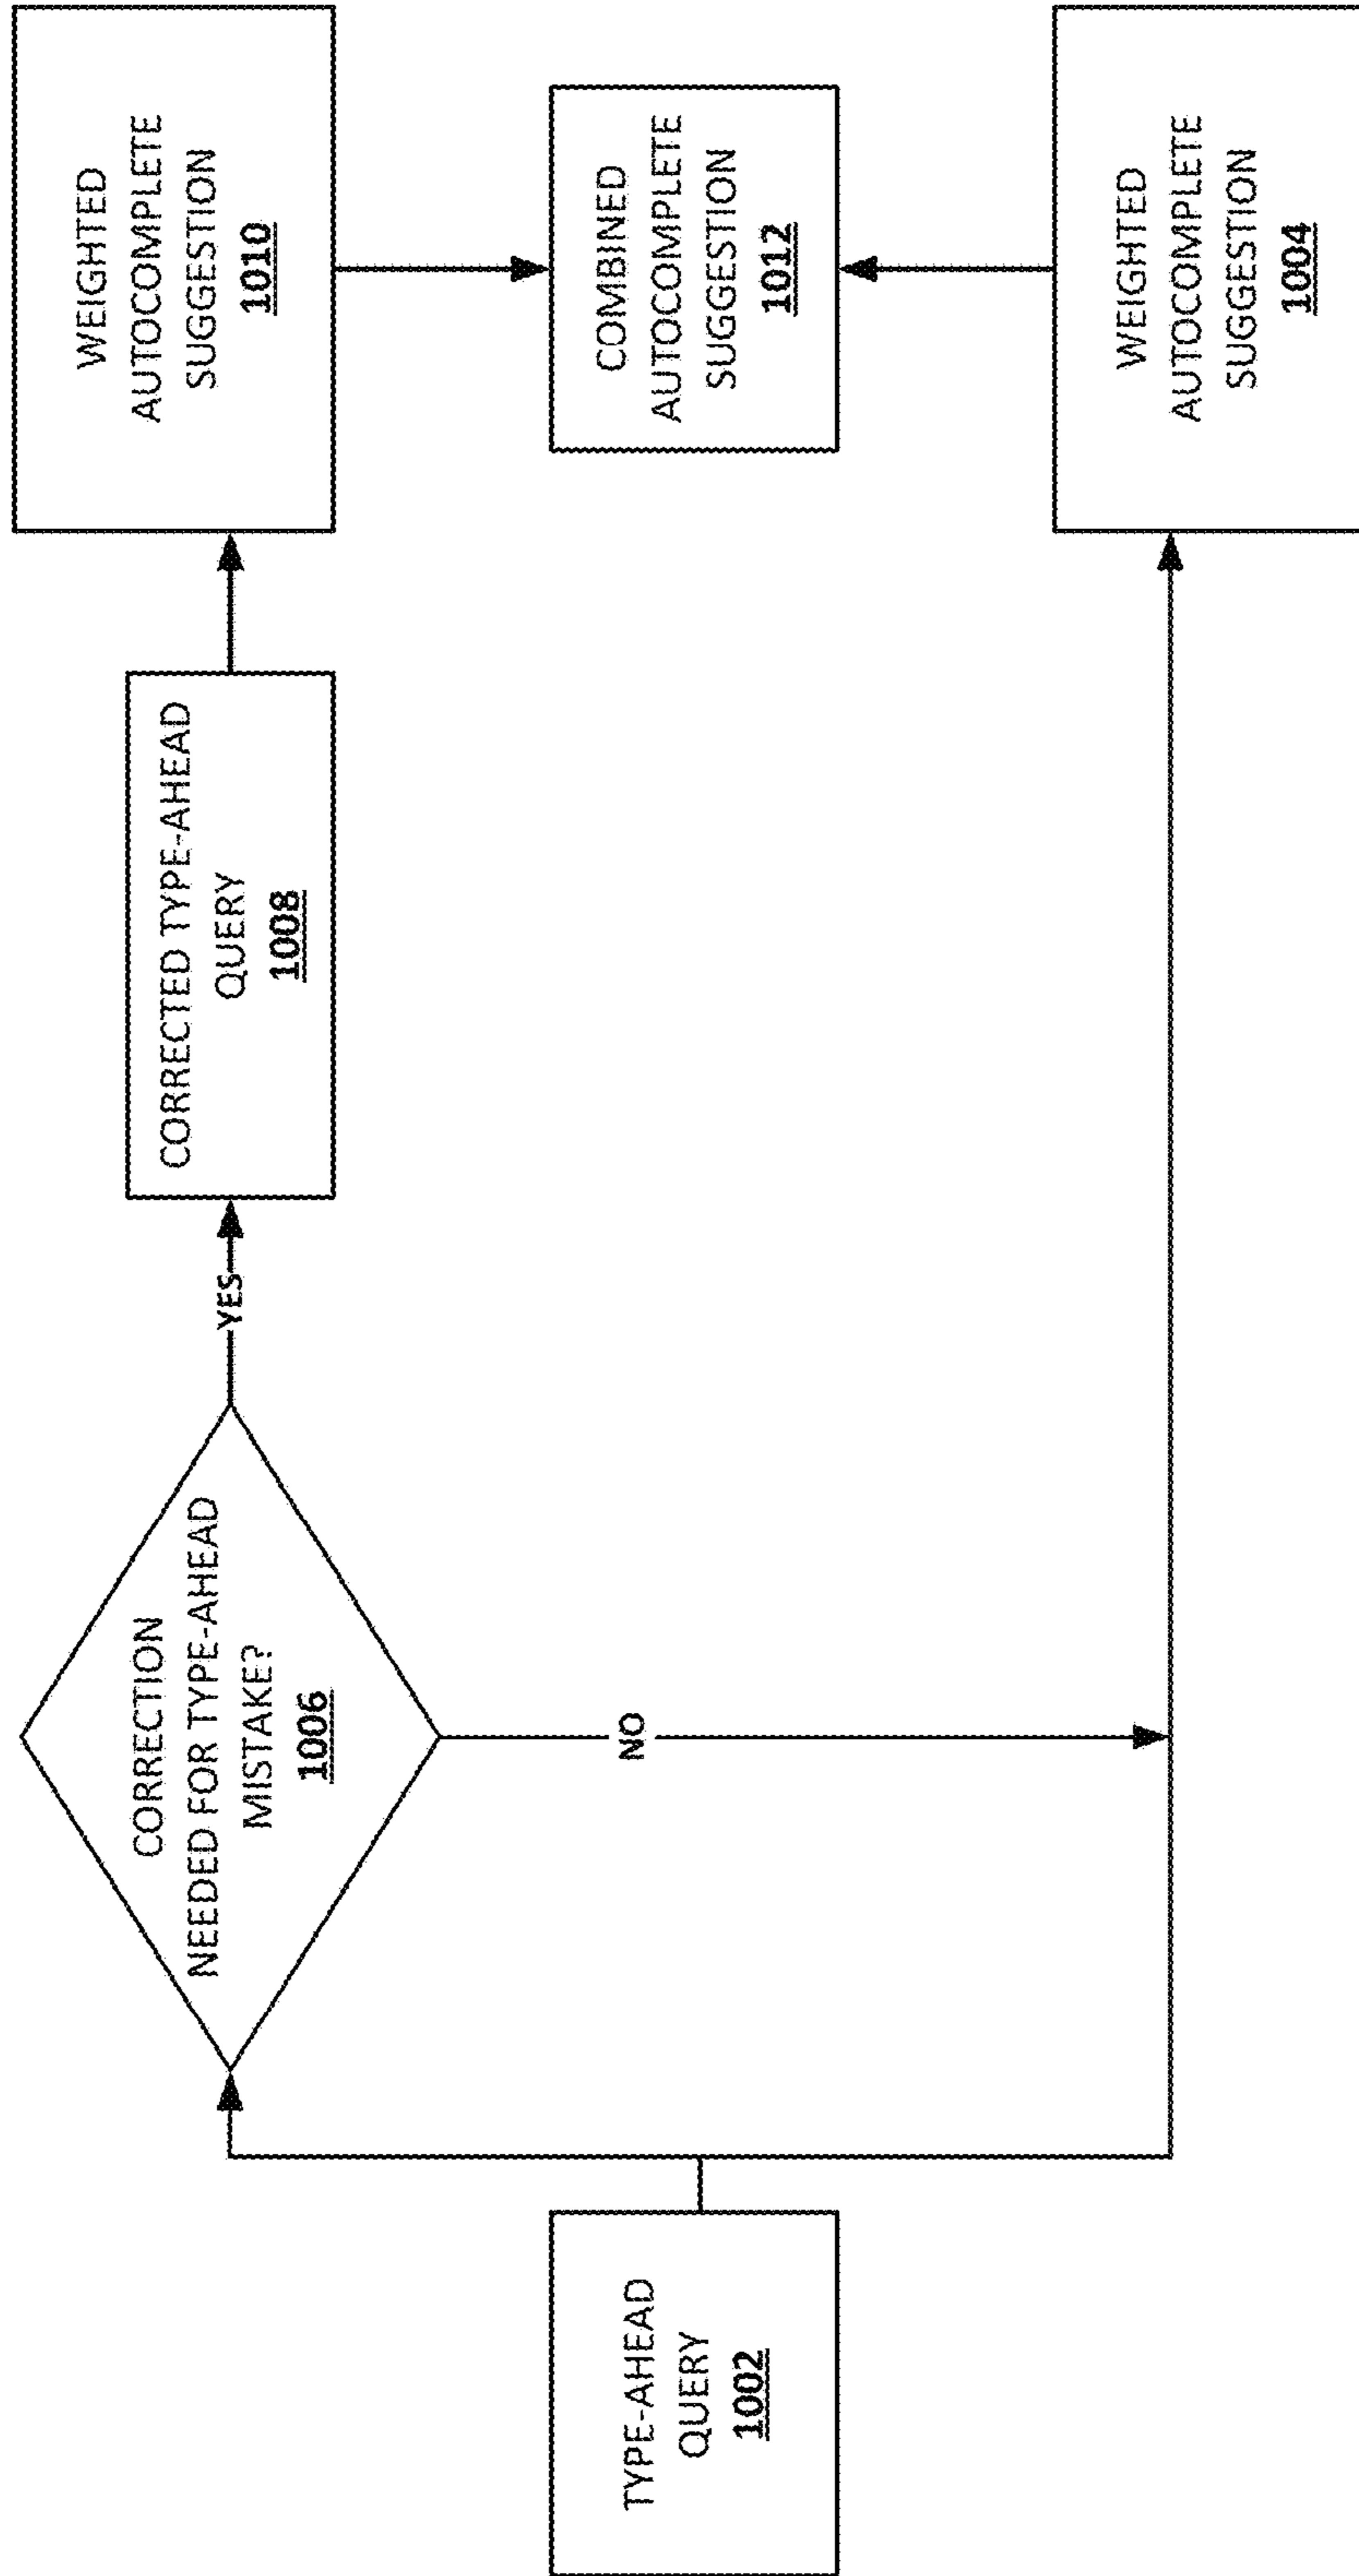 TYPE-AHEAD
QUERY
1002
CORRECTION
NEEDED FOR TYPE-AHEAD
MISTAKE?
1006
YES
NO
CORRECTED TYPE-AHEAD
QUERY
1008
WEIGHTED
AUTOCOMPLETE
SUGGESTION
1010
COMBINED
AUTOCOMPLETE
SUGGESTION
1012
WEIGHTED
AUTOCOMPLETE
SUGGESTION
1004